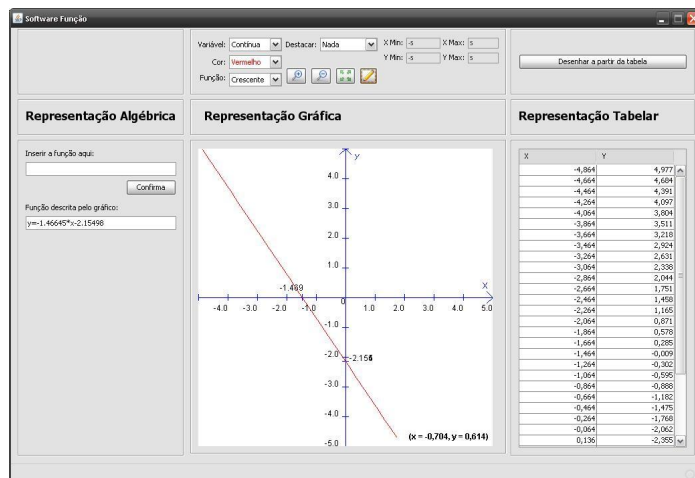 Software Função
Variável: Contínua Destacar: Nada X Min: -5 X Max: 5
Cor: Vermelho Y Min: -5 Y Max: 5
Função: Crescente
Desenhar a partir da tabela
Representação Algébrica
Representação Gráfica
Representação Tabelar
Inserir a função aqui:
Confirma
Função descrita pelo gráfico:
y=-1.46645*x-2.15498
y
4.0
3.0
2.0
1.0
-1.469
x
-4.0 -3.0 -2.0 -1.0 0 1.0 2.0 3.0 4.0 5.0
-1.0
-2.0
-3.0
-4.0
-5.0
(x = -0,704, y = 0,614)
X Y
-4,864 4,977
-4,664 4,684
-4,464 4,391
-4,264 4,097
-4,064 3,804
-3,864 3,511
-3,664 3,218
-3,464 2,924
-3,264 2,631
-3,064 2,338
-2,864 2,044
-2,664 1,751
-2,464 1,458
-2,264 1,165
-2,064 0,871
-1,864 0,578
-1,664 0,285
-1,464 -0,009
-1,264 -0,302
-1,064 -0,595
-0,864 -0,888
-0,664 -1,182
-0,464 -1,475
-0,264 -1,768
-0,064 -2,062
0,136 -2,355